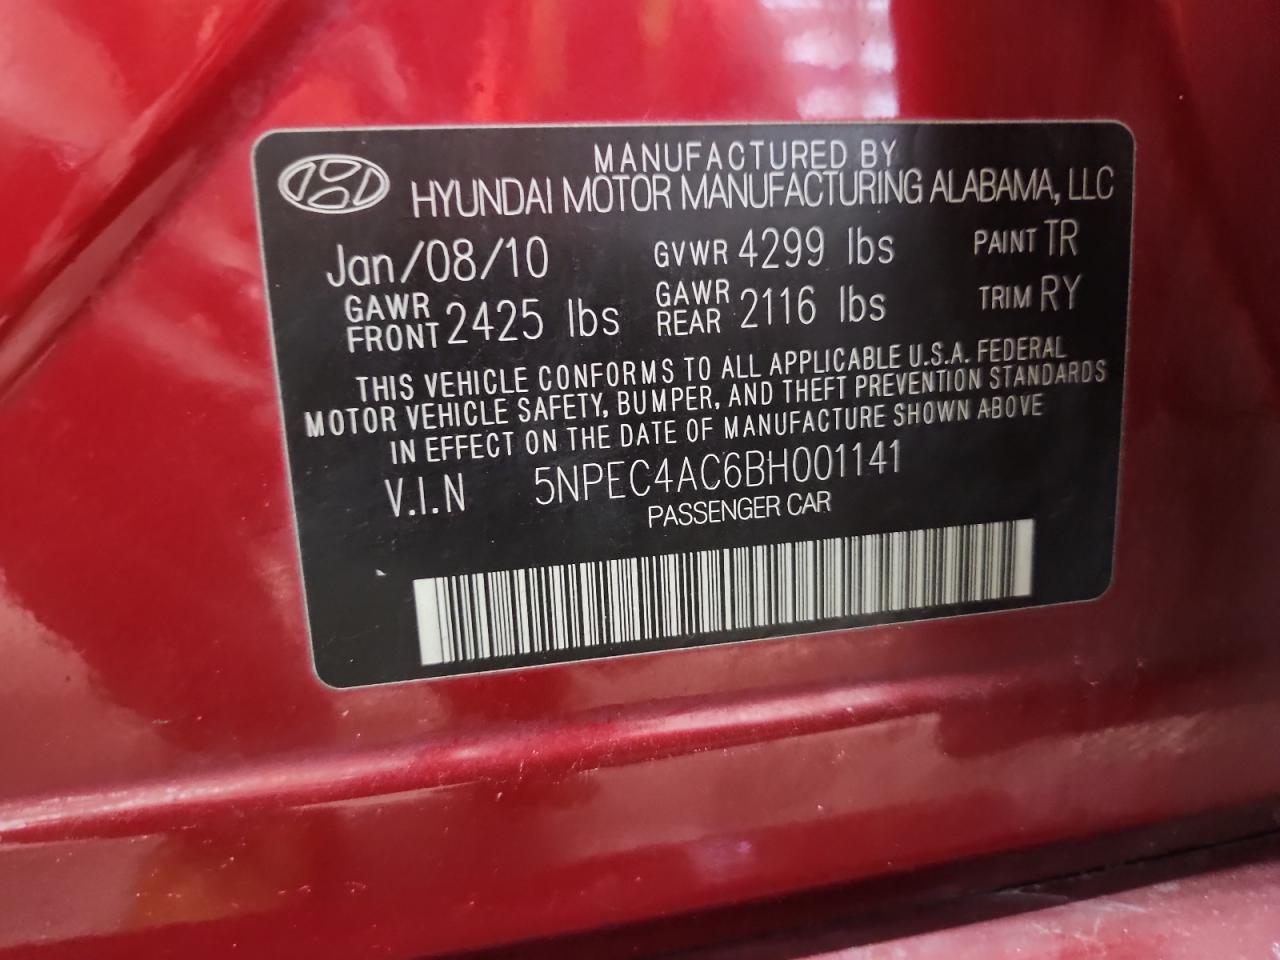 MANUFACTURED BY
HYUNDAI MOTOR MANUFACTURING ALABAMA, LLC
Jan/08/10 GVWR 4299 lbs PAINT TR
GAWR FRONT 2425 lbs GAWR REAR 2116 lbs TRIM RY
THIS VEHICLE CONFORMS TO ALL APPLICABLE U.S.A. FEDERAL
MOTOR VEHICLE SAFETY, BUMPER, AND THEFT PREVENTION STANDARDS
IN EFFECT ON THE DATE OF MANUFACTURE SHOWN ABOVE
V.I.N 5NPEC4AC6BH001141
PASSENGER CAR